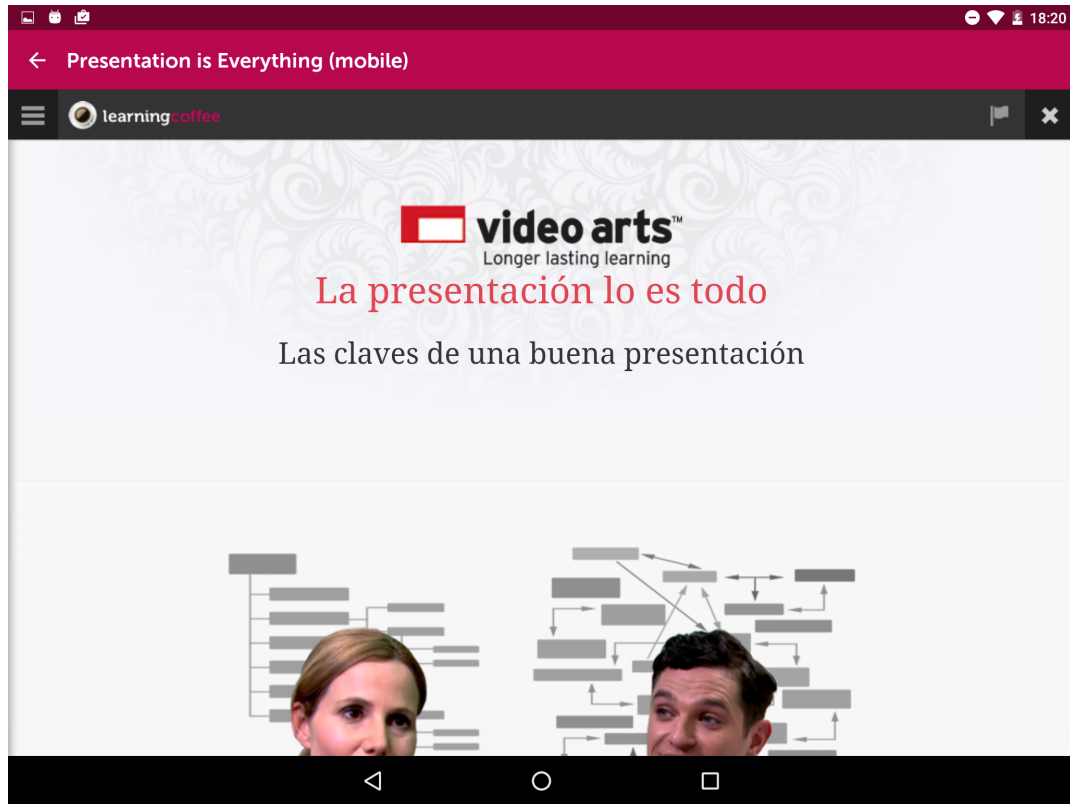 18:20
Presentation is Everything (mobile)
learningcoffee
video arts™
Longer lasting learning
La presentación lo es todo
Las claves de una buena presentación